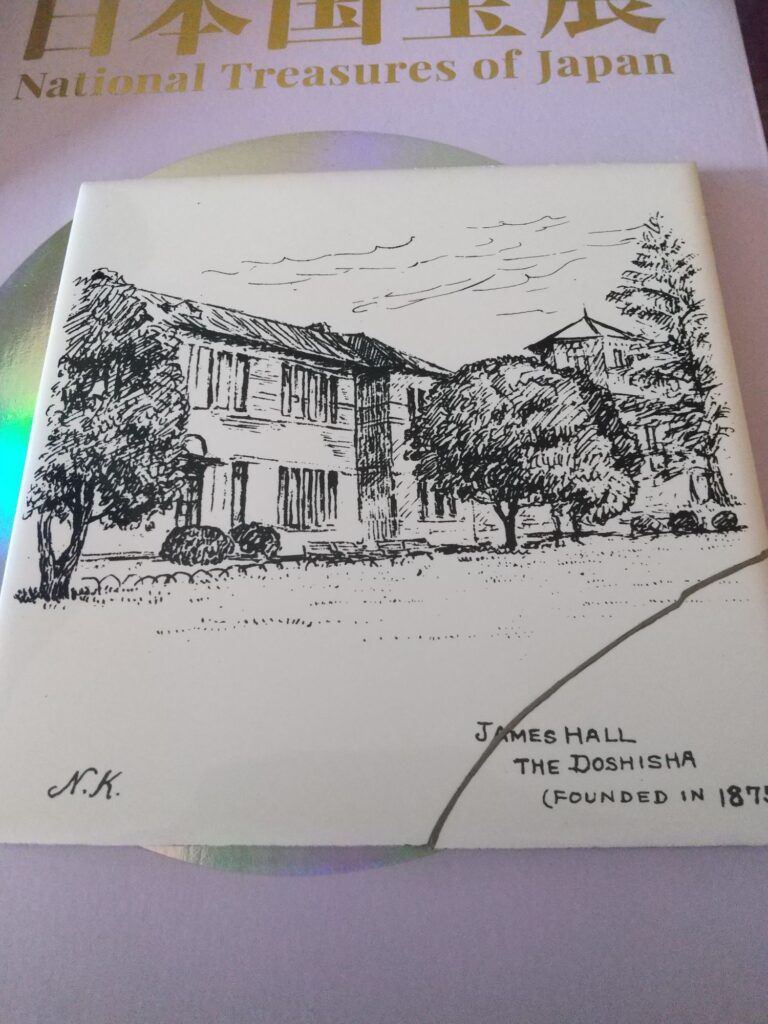 日本国宝展
National Treasures of Japan
JAMES HALL
THE DOSHISHA
(FOUNDED IN 1875
N.K.